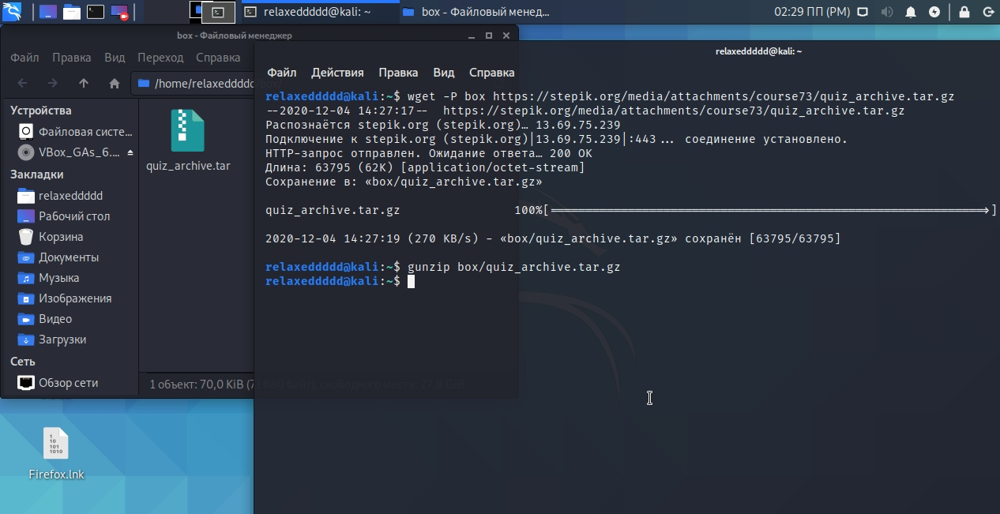 relaxeddddd@kali: ~
box - Файловый менед...
02:29 ПП (PM)
box - Файловый менеджер
Файл Правка Вид Переход Справка
/home/relaxeddddd/box/
Устройства
Файловая систе...
VBox_GAs_6....
Закладки
relaxeddddd
Рабочий стол
Корзина
Документы
Музыка
Изображения
Видео
Загрузки
Сеть
Обзор сети
quiz_archive.tar
1 объект: 70,0 KiB
relaxeddddd@kali: ~
Файл Действия Правка Вид Справка
relaxeddddd@kali:~$ wget -P box https://stepik.org/media/attachments/course73/quiz_archive.tar.gz
--2020-12-04 14:27:17-- https://stepik.org/media/attachments/course73/quiz_archive.tar.gz
Распознаётся stepik.org (stepik.org)… 13.69.75.239
Подключение к stepik.org (stepik.org)|13.69.75.239|:443... соединение установлено.
HTTP-запрос отправлен. Ожидание ответа… 200 OK
Длина: 63795 (62K) [application/octet-stream]
Сохранение в: «box/quiz_archive.tar.gz»
quiz_archive.tar.gz 100%[==================================================>]
2020-12-04 14:27:19 (270 KB/s) - «box/quiz_archive.tar.gz» сохранён [63795/63795]
relaxeddddd@kali:~$ gunzip box/quiz_archive.tar.gz
relaxeddddd@kali:~$
1
10
101
1010
Firefox.lnk